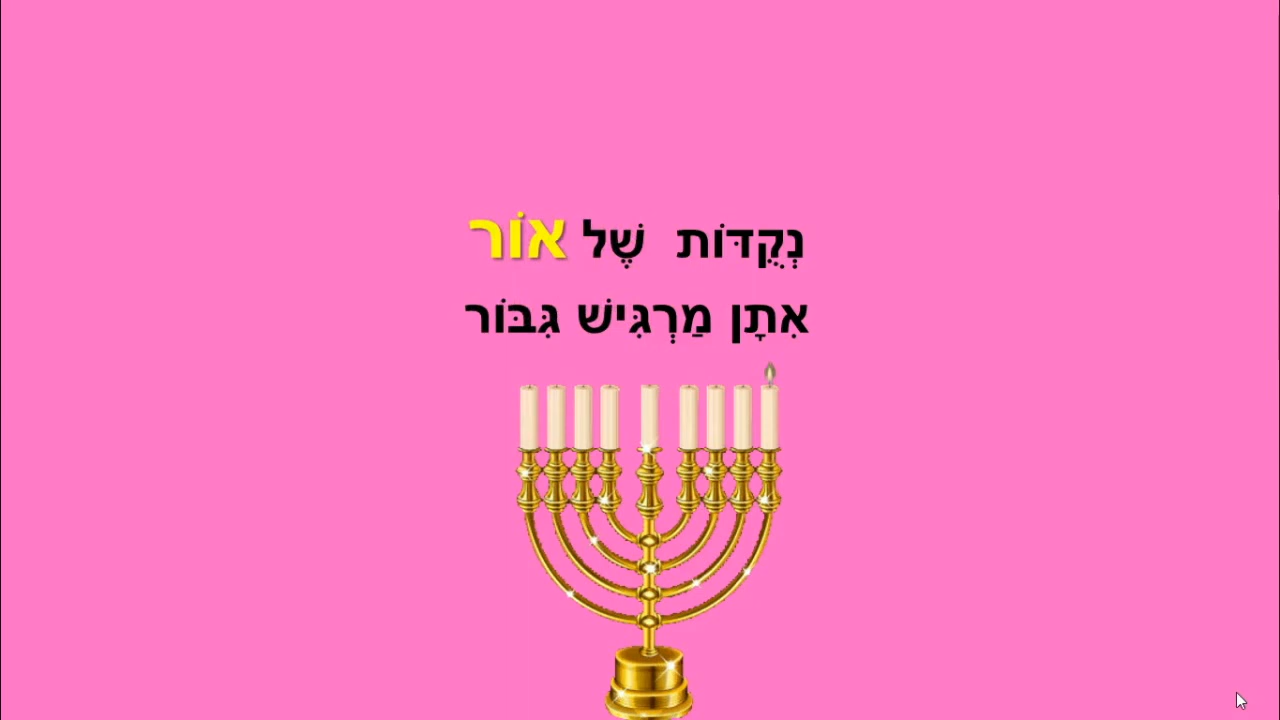 נְקֻדּוֹת שֶׁל אוֹר
אִתָּן מַרְגִּישׁ גִּבּוֹר